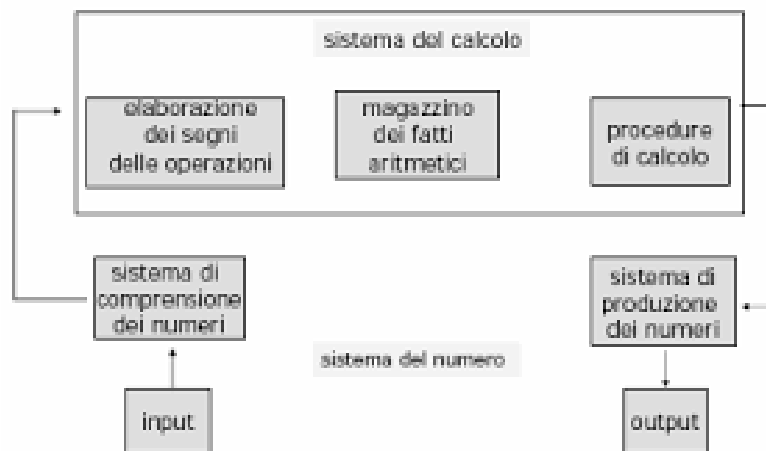 sistema del calcolo
elaborazione
dei segni
delle operazioni
magazzino
dei fatti
aritmetici
procedure
di calcolo
sistema di
comprensione
dei numeri
sistema di
produzione
dei numeri
sistema del numero
input
output